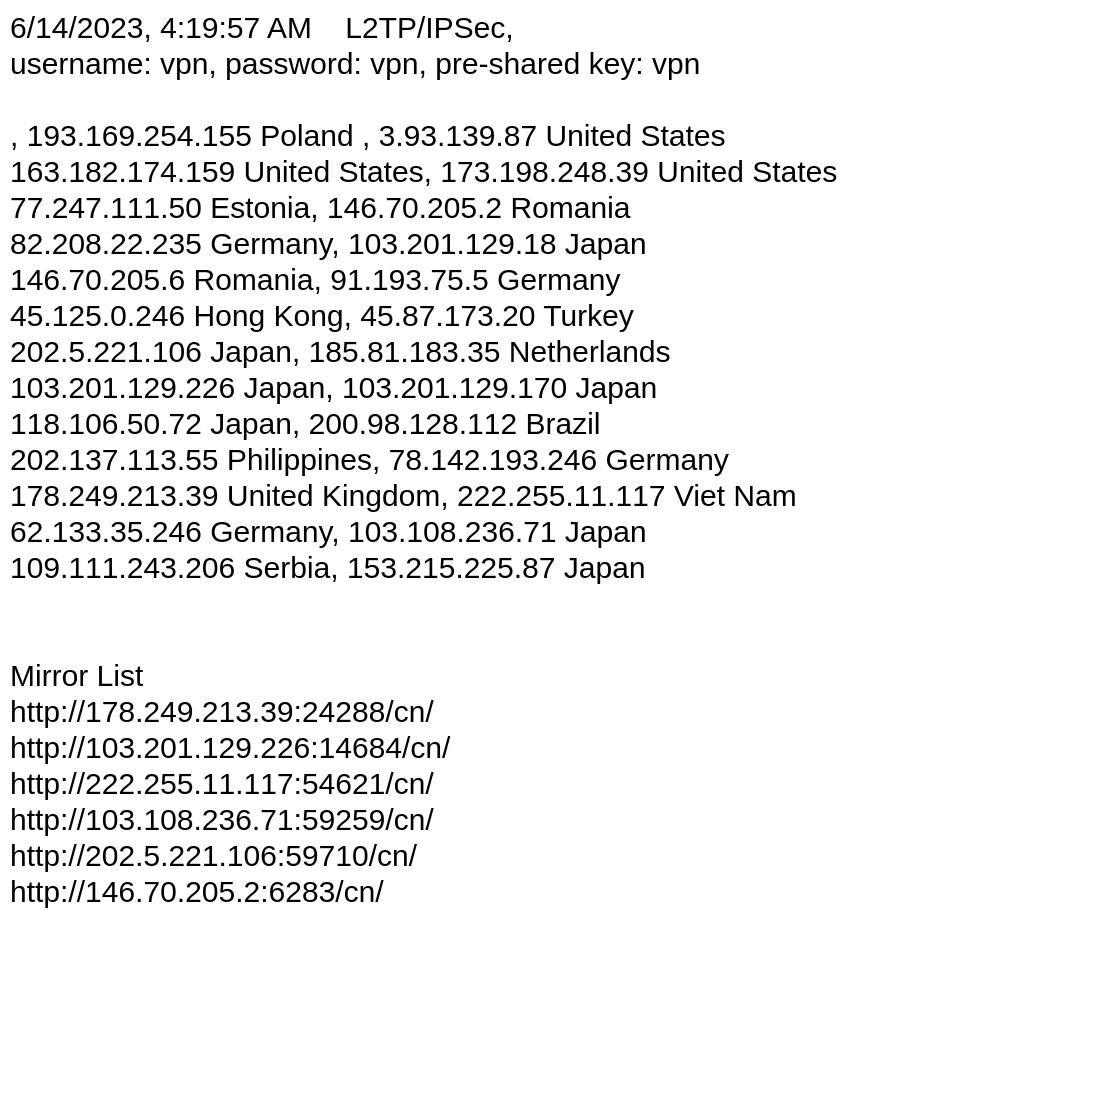 6/14/2023, 4:19:57 AM    L2TP/IPSec,
username: vpn, password: vpn, pre-shared key: vpn
, 193.169.254.155 Poland , 3.93.139.87 United States
163.182.174.159 United States, 173.198.248.39 United States
77.247.111.50 Estonia, 146.70.205.2 Romania
82.208.22.235 Germany, 103.201.129.18 Japan
146.70.205.6 Romania, 91.193.75.5 Germany
45.125.0.246 Hong Kong, 45.87.173.20 Turkey
202.5.221.106 Japan, 185.81.183.35 Netherlands
103.201.129.226 Japan, 103.201.129.170 Japan
118.106.50.72 Japan, 200.98.128.112 Brazil
202.137.113.55 Philippines, 78.142.193.246 Germany
178.249.213.39 United Kingdom, 222.255.11.117 Viet Nam
62.133.35.246 Germany, 103.108.236.71 Japan
109.111.243.206 Serbia, 153.215.225.87 Japan
Mirror List
http://178.249.213.39:24288/cn/
http://103.201.129.226:14684/cn/
http://222.255.11.117:54621/cn/
http://103.108.236.71:59259/cn/
http://202.5.221.106:59710/cn/
http://146.70.205.2:6283/cn/